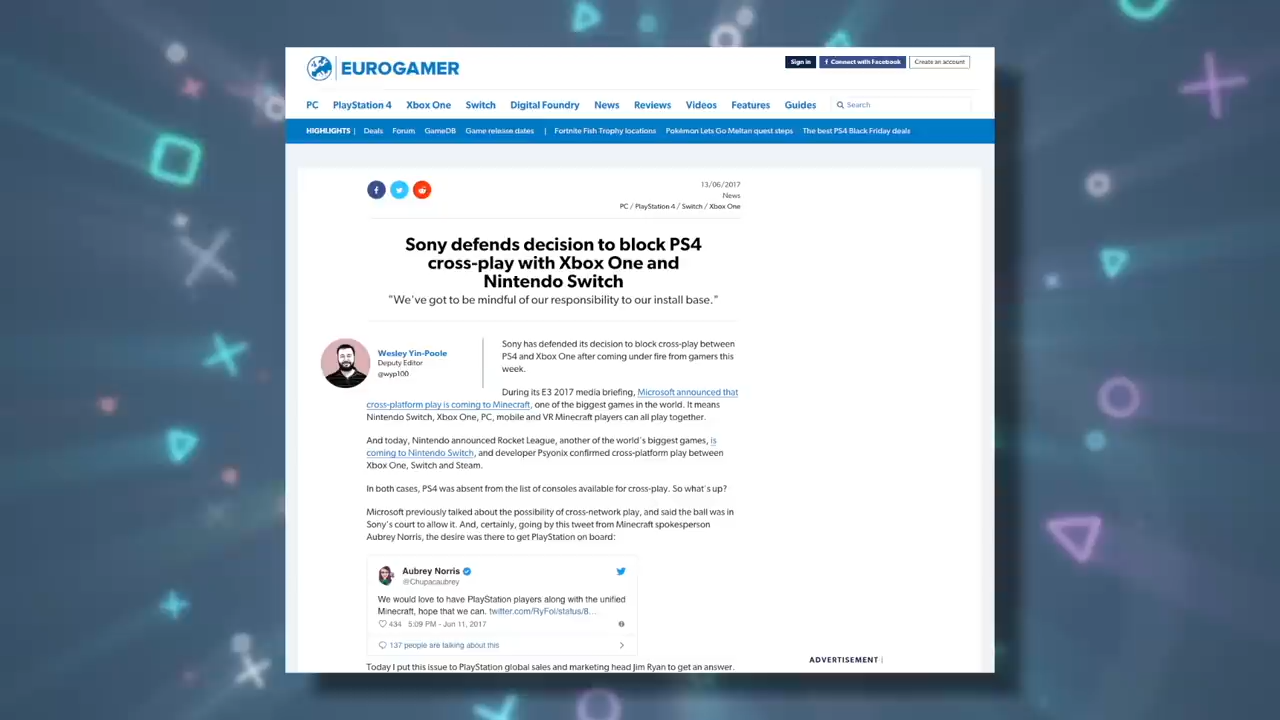 EUROGAMER
Sign in
f Connect with Facebook
Create an account
PC PlayStation 4 Xbox One Switch Digital Foundry News Reviews Videos Features Guides Search
HIGHLIGHTS | Deals Forum GameDB Game release dates | Fortnite Fish Trophy locations Pokémon Lets Go Meltan quest steps The best PS4 Black Friday deals
13/06/2017
News
PC / PlayStation 4 / Switch / Xbox One
Sony defends decision to block PS4
cross-play with Xbox One and
Nintendo Switch
"We've got to be mindful of our responsibility to our install base."
Wesley Yin-Poole
Deputy Editor
@wyp100
Sony has defended its decision to block cross-play between
PS4 and Xbox One after coming under fire from gamers this
week.
During its E3 2017 media briefing, Microsoft announced that
cross-platform play is coming to Minecraft, one of the biggest games in the world. It means
Nintendo Switch, Xbox One, PC, mobile and VR Minecraft players can all play together.
And today, Nintendo announced Rocket League, another of the world's biggest games, is
coming to Nintendo Switch, and developer Psyonix confirmed cross-platform play between
Xbox One, Switch and Steam.
In both cases, PS4 was absent from the list of consoles available for cross-play. So what's up?
Microsoft previously talked about the possibility of cross-network play, and said the ball was in
Sony's court to allow it. And, certainly, going by this tweet from Minecraft spokesperson
Aubrey Norris, the desire was there to get PlayStation on board:
Aubrey Norris
@Chupacaubrey
We would love to have PlayStation players along with the unified
Minecraft, hope that we can. twitter.com/RyFol/status/8...
434 5:09 PM - Jun 11, 2017
137 people are talking about this
Today I put this issue to PlayStation global sales and marketing head Jim Ryan to get an answer.
ADVERTISEMENT |